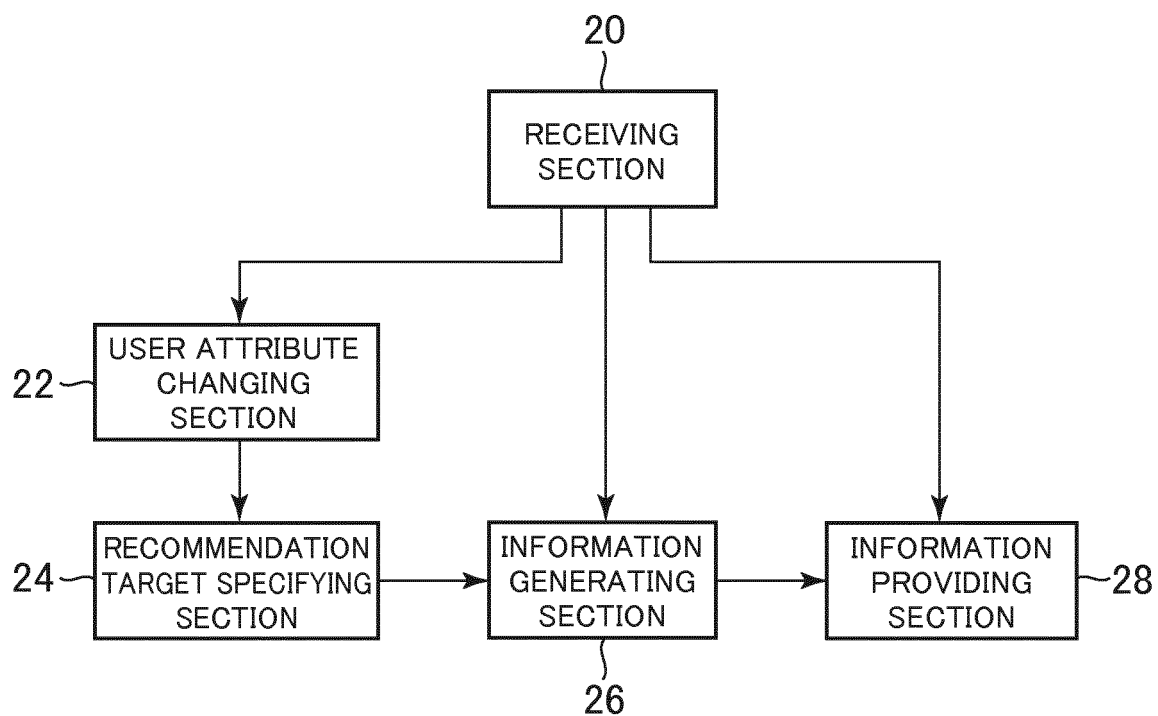 20
RECEIVING
SECTION
22
USER ATTRIBUTE
CHANGING
SECTION
24
RECOMMENDATION
TARGET SPECIFYING
SECTION
INFORMATION
GENERATING
SECTION
26
INFORMATION
PROVIDING
SECTION
28